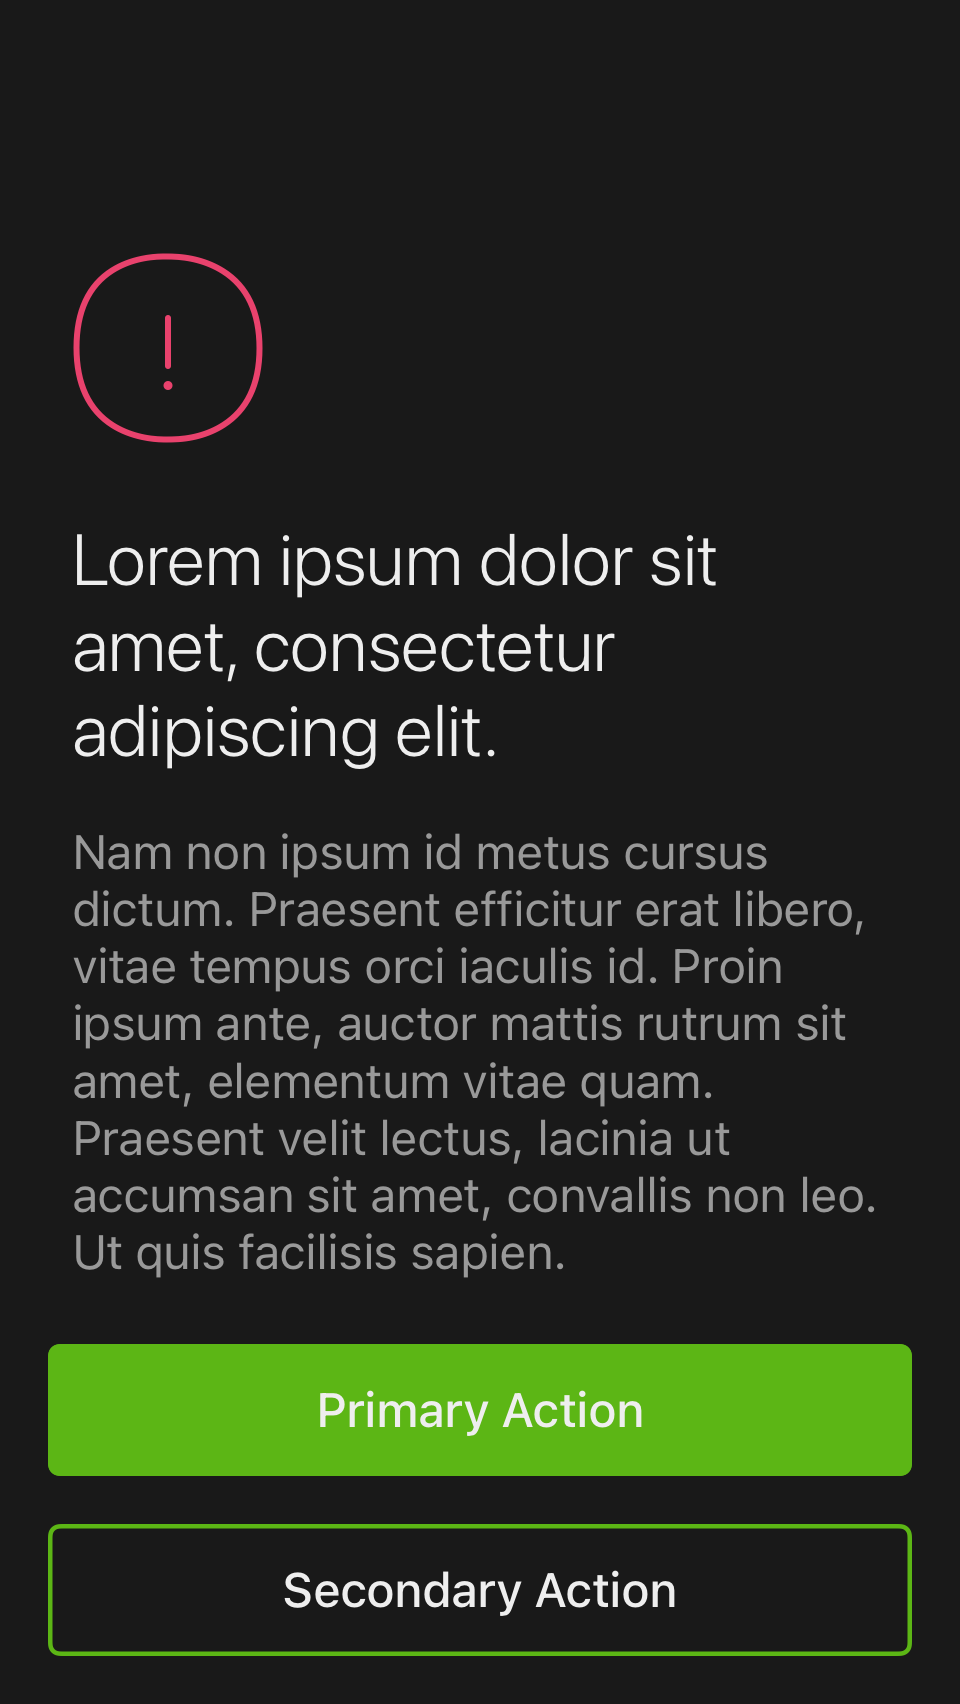 Lorem ipsum dolor sit
amet, consectetur
adipiscing elit.
Nam non ipsum id metus cursus
dictum. Praesent efficitur erat libero,
vitae tempus orci iaculis id. Proin
ipsum ante, auctor mattis rutrum sit
amet, elementum vitae quam.
Praesent velit lectus, lacinia ut
accumsan sit amet, convallis non leo.
Ut quis facilisis sapien.
Primary Action
Secondary Action